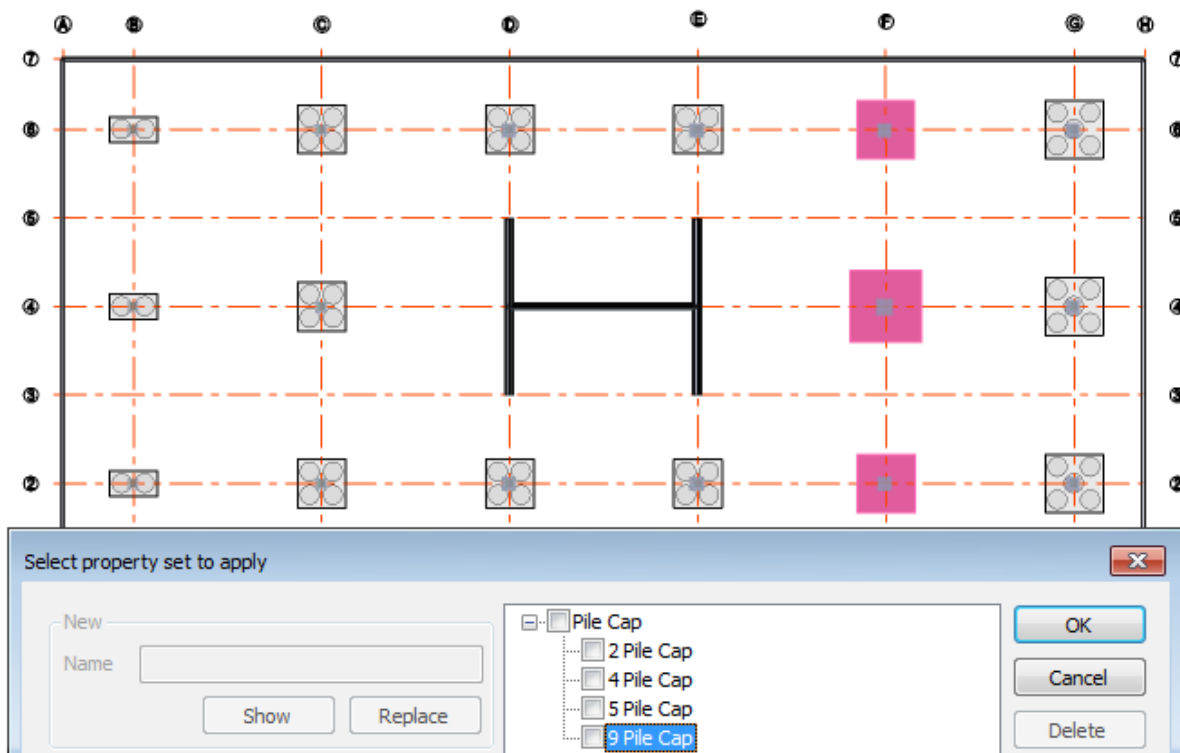 A B C D E F G H
7 7
6 6
5 5
4 4
3 3
2 2
Select property set to apply
New
Name
Show Replace
Pile Cap
2 Pile Cap
4 Pile Cap
5 Pile Cap
9 Pile Cap
OK
Cancel
Delete